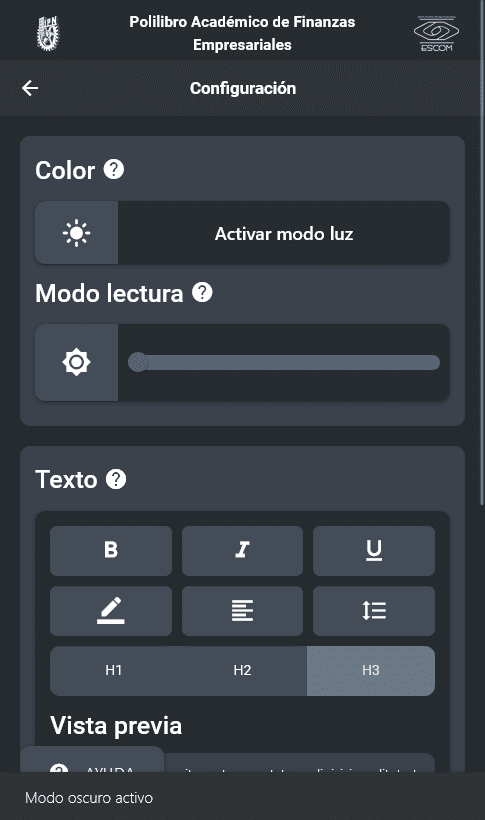 Polilibro Académico de Finanzas
Empresariales
ESCOM
Configuración
Color
Activar modo luz
Modo lectura
Texto
B
I
U
H1
H2
H3
Vista previa
AYUDA
Modo oscuro activo